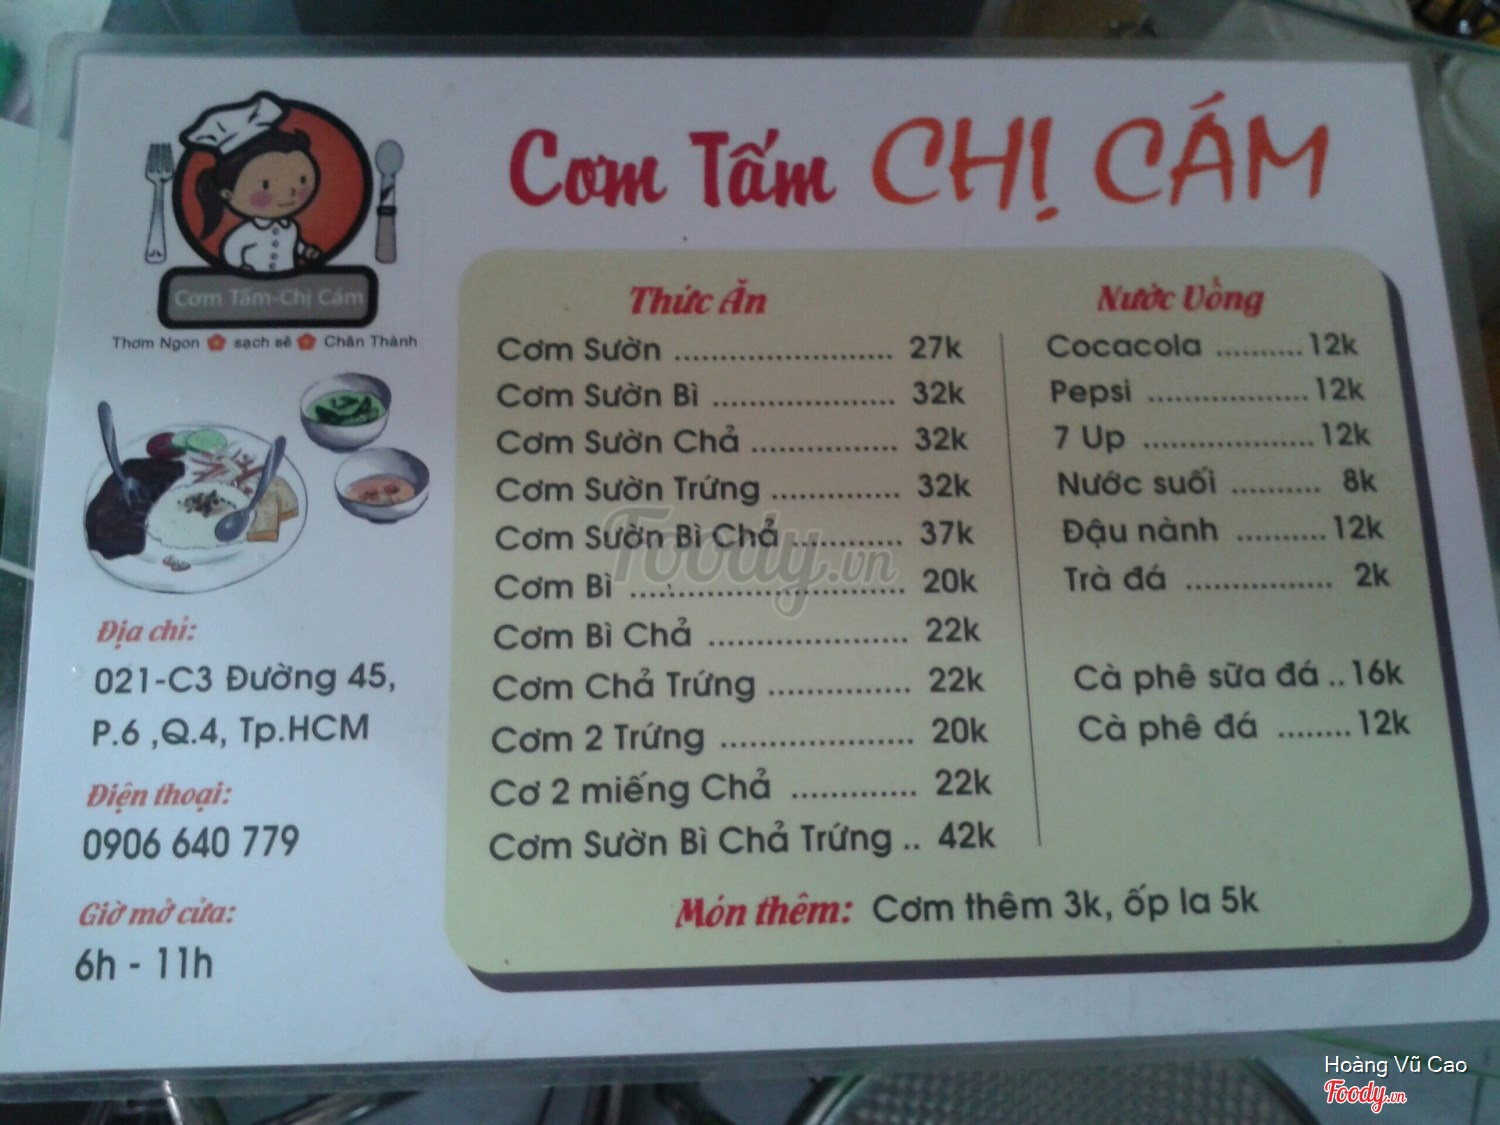 Cơm Tấm CHỊ CÁM
Cơm Tấm-Chị Cám
Thơm Ngon sạch sẽ Chân Thành
Địa chỉ:
021-C3 Đường 45,
P.6 ,Q.4, Tp.HCM
Điện thoại:
0906 640 779
Giờ mở cửa:
6h - 11h
Thức Ăn
Cơm Sườn ........................ 27k
Cơm Sườn Bì .................... 32k
Cơm Sườn Chả ................ 32k
Cơm Sườn Trứng .............. 32k
Cơm Sườn Bì Chả ............ 37k
Cơm Bì .............................. 20k
Cơm Bì Chả ...................... 22k
Cơm Chả Trứng ................ 22k
Cơm 2 Trứng ..................... 20k
Cơ 2 miếng Chả .............. 22k
Cơm Sườn Bì Chả Trứng .. 42k
Nước Uống
Cocacola .......... 12k
Pepsi .................. 12k
7 Up ................... 12k
Nước suối .......... 8k
Đậu nành .......... 12k
Trà đá ................ 2k
Cà phê sữa đá .. 16k
Cà phê đá ........ 12k
Món thêm: Cơm thêm 3k, ốp la 5k
Foody.vn
Hoàng Vũ Cao
Foody.vn